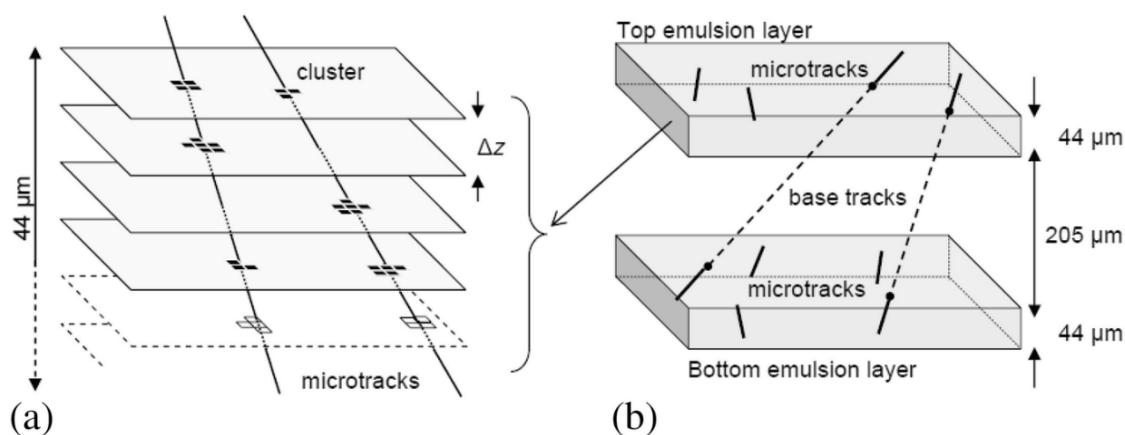 cluster
Δz
44 μm
microtracks
(a)
Top emulsion layer
microtracks
44 μm
base tracks
205 μm
microtracks
44 μm
Bottom emulsion layer
(b)